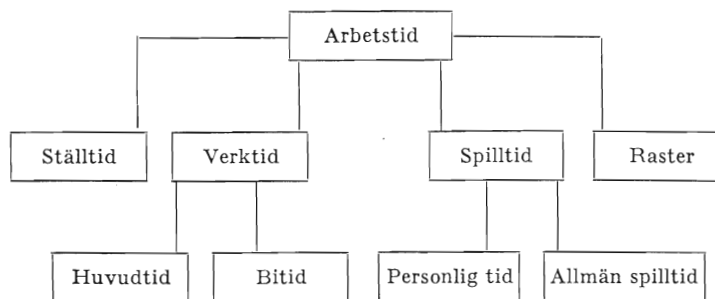 Arbetstid
Ställtid
Verktid
Spilltid
Raster
Huvudtid
Bitid
Personlig tid
Allmän spilltid